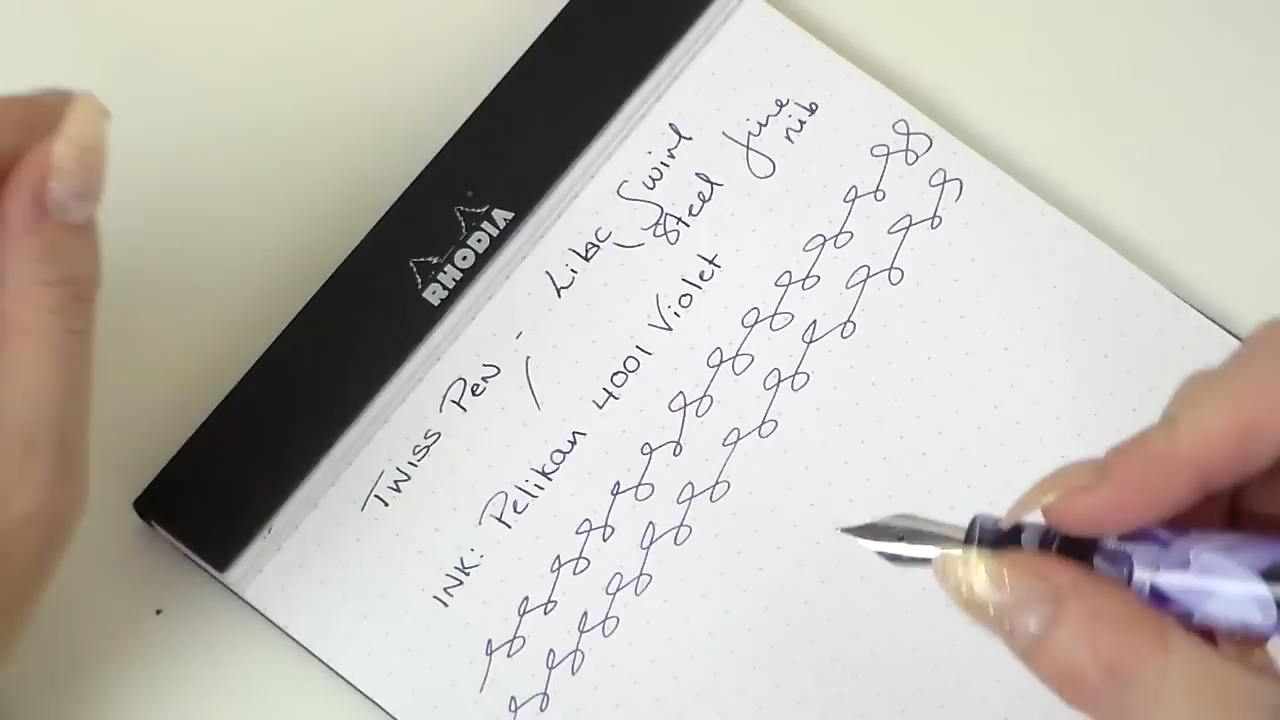 RHODIA
Twiss Pen - Lilac Swirl
/ (Steel fine
nib
INK: Pelikan 4001 Violet